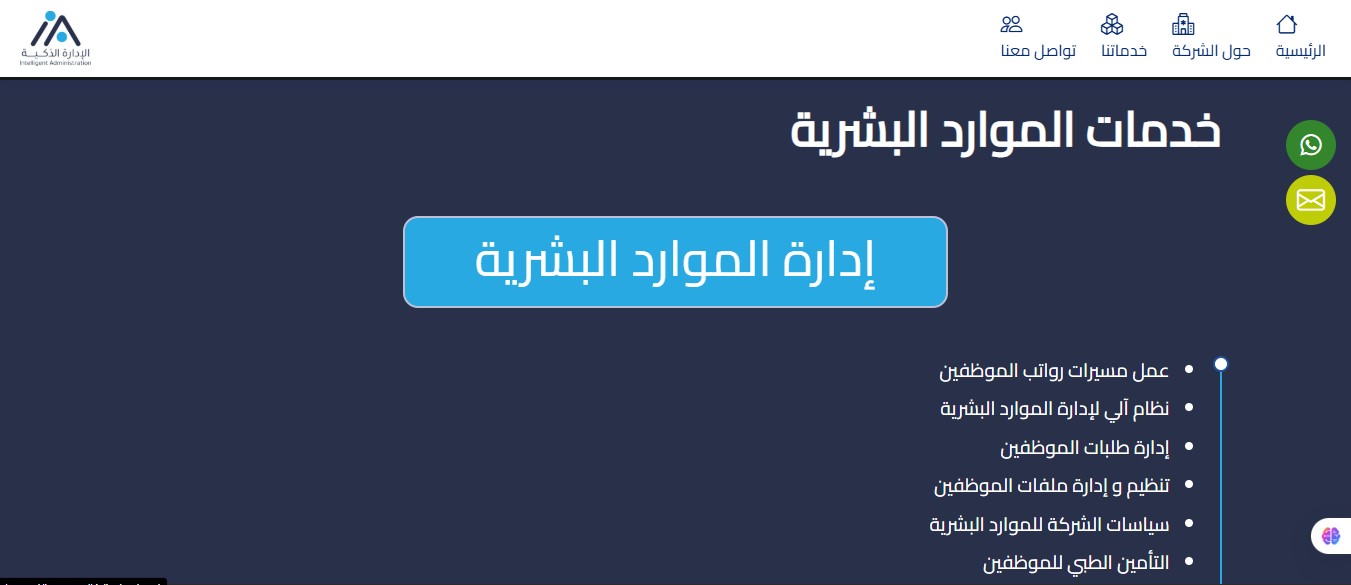 الرئيسية
حول الشركة
خدماتنا
تواصل معنا
الإدارة الذكيـــة
Intelligent Administration
خدمات الموارد البشرية
إدارة الموارد البشرية
عمل مسيرات رواتب الموظفين
نظام آلي لإدارة الموارد البشرية
إدارة طلبات الموظفين
تنظيم و إدارة ملفات الموظفين
سياسات الشركة للموارد البشرية
التأمين الطبي للموظفين